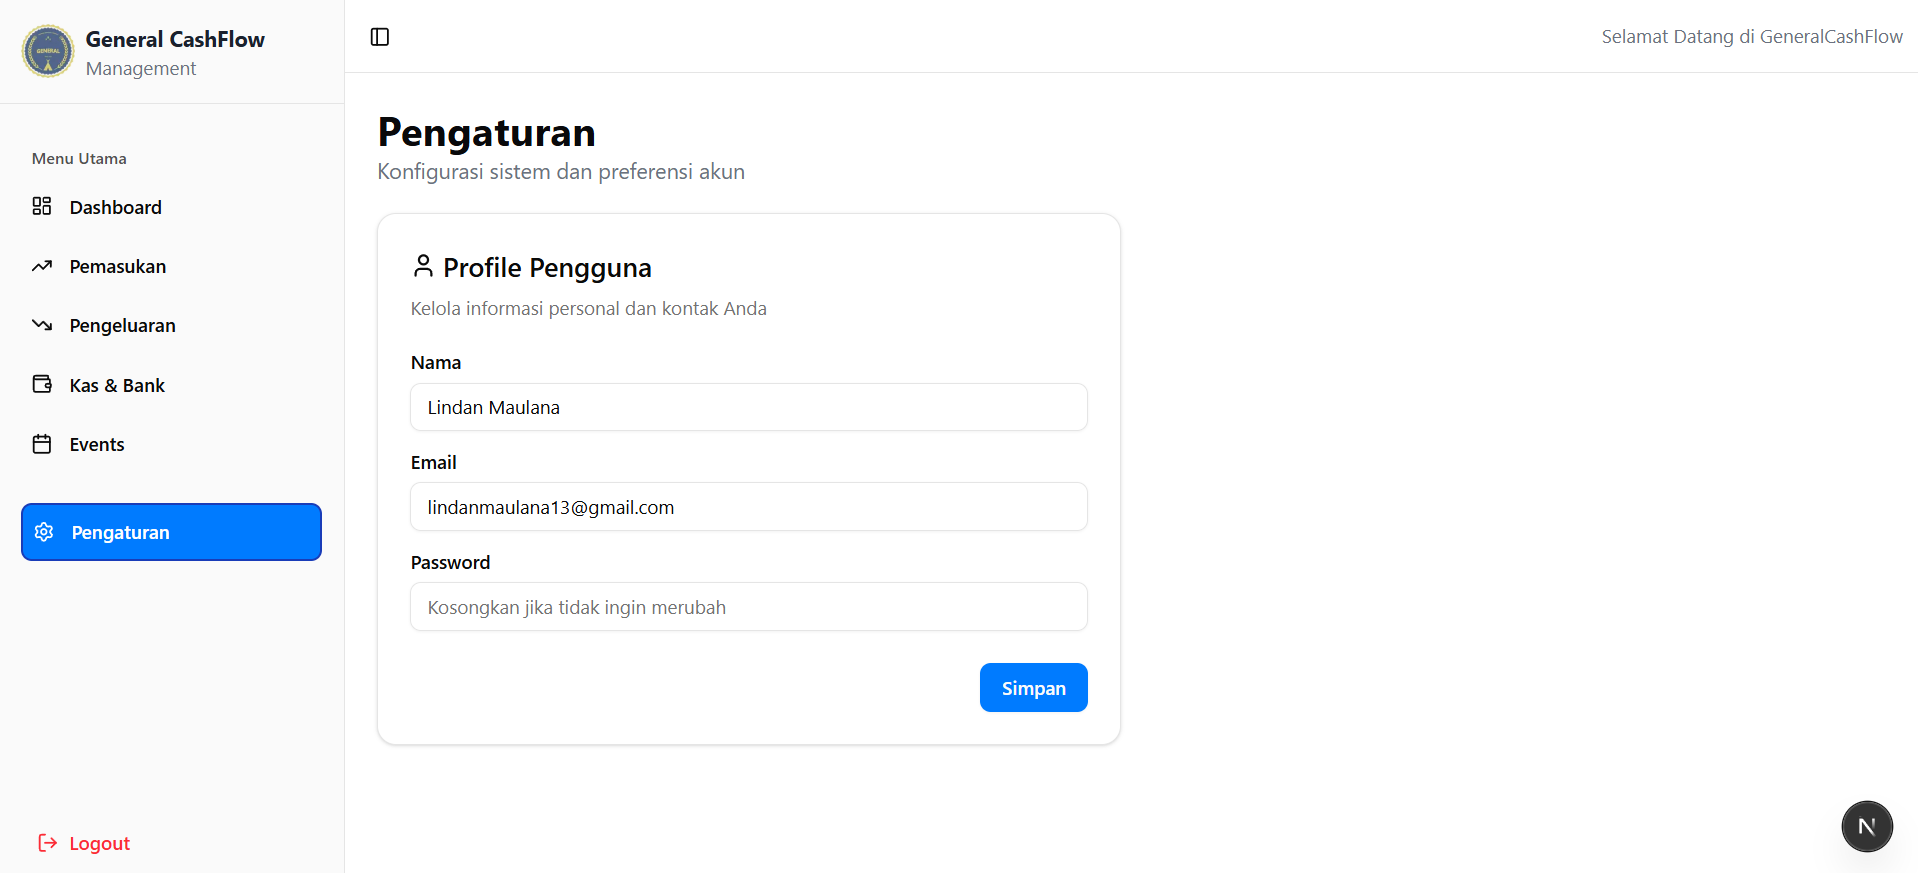 GENERAL
General CashFlow
Management
Selamat Datang di GeneralCashFlow
Menu Utama
Dashboard
Pemasukan
Pengeluaran
Kas & Bank
Events
Pengaturan
Logout
Pengaturan
Konfigurasi sistem dan preferensi akun
Profile Pengguna
Kelola informasi personal dan kontak Anda
Nama
Lindan Maulana
Email
lindanmaulana13@gmail.com
Password
Kosongkan jika tidak ingin merubah
Simpan
N